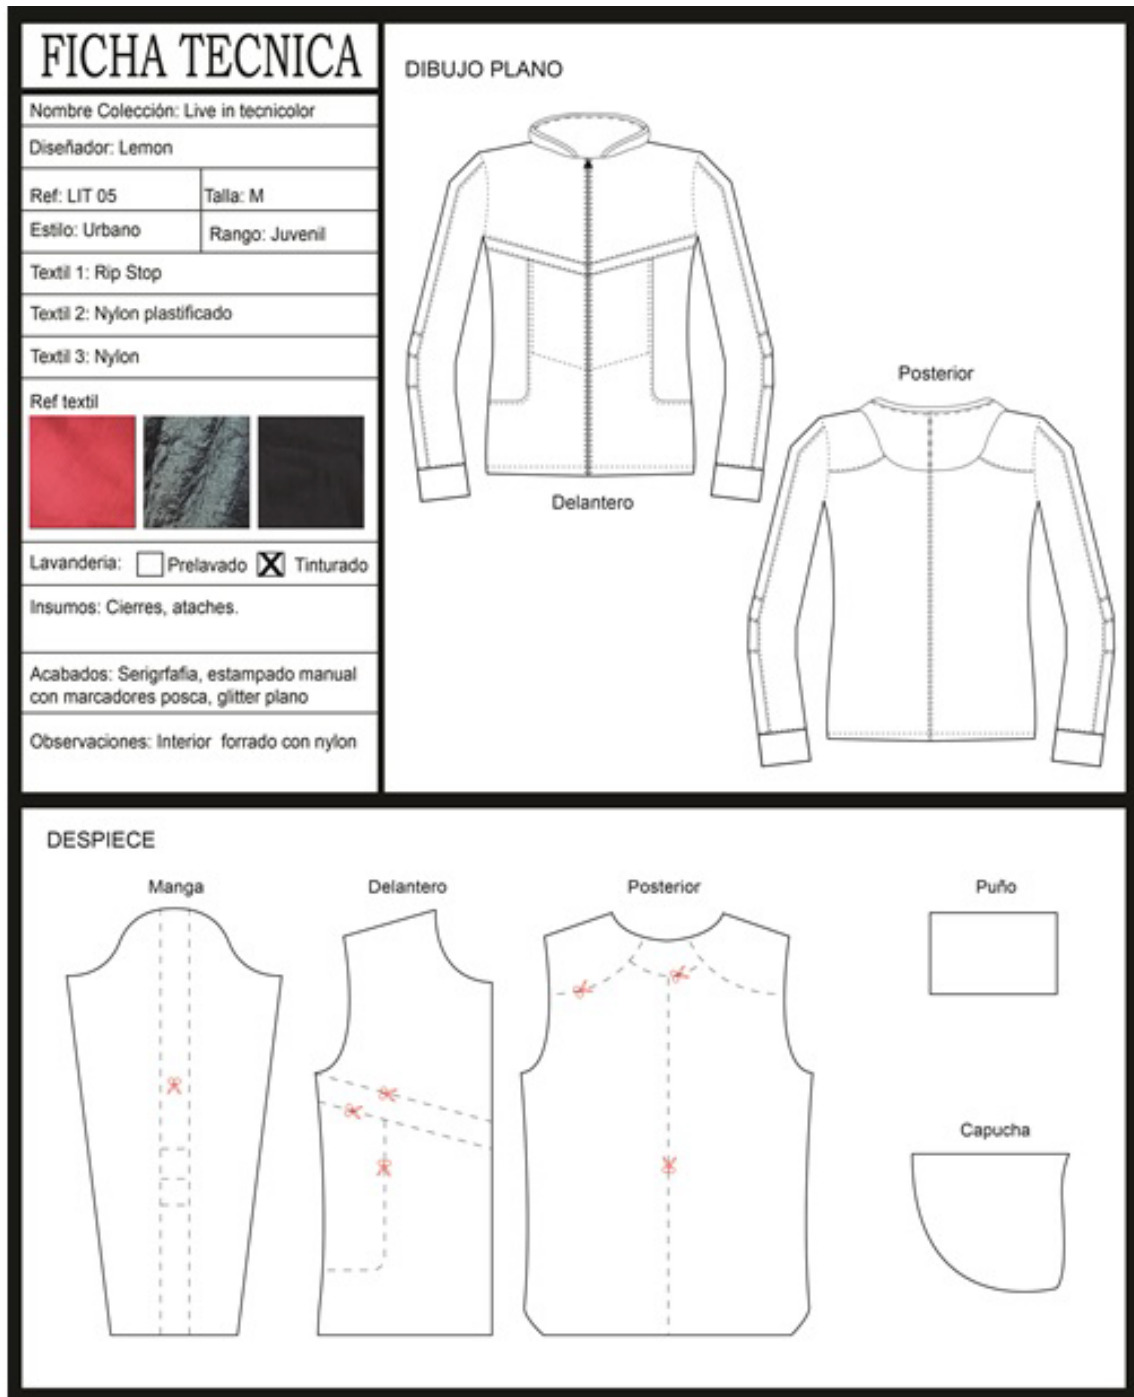 FICHA TECNICA
Nombre Colección: Live in tecnicolor
Diseñador: Lemon
Ref: LIT 05
Talla: M
Estilo: Urbano
Rango: Juvenil
Textil 1: Rip Stop
Textil 2: Nylon plastificado
Textil 3: Nylon
Ref textil
Lavanderia: Prelavado X Tinturado
Insumos: Cierres, ataches.
Acabados: Serigrfafia, estampado manual
con marcadores posca, glitter plano
Observaciones: Interior forrado con nylon
DIBUJO PLANO
Delantero
Posterior
DESPIECE
Manga
Delantero
Posterior
Puño
Capucha